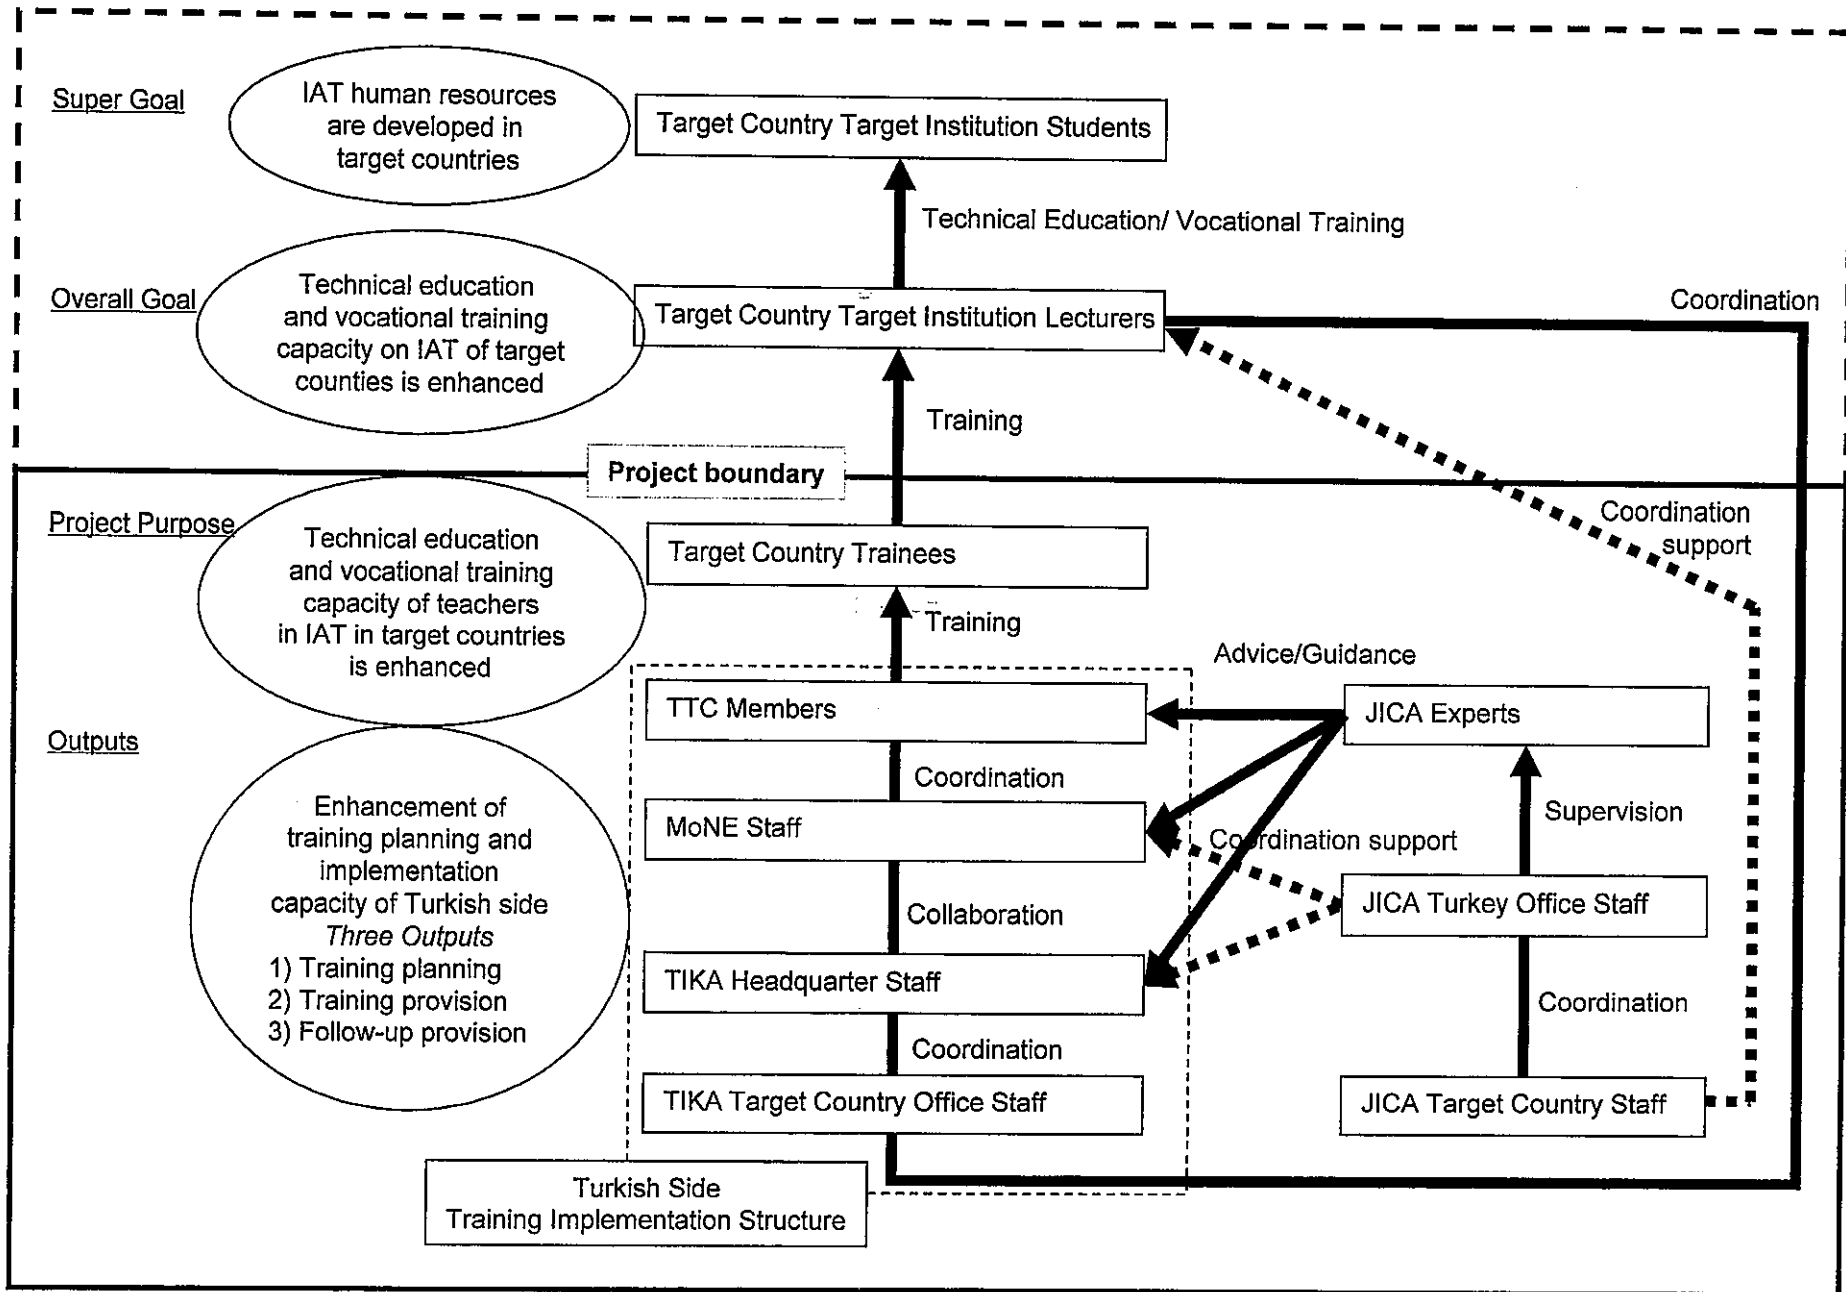 Super Goal
IAT human resources
are developed in
target countries
Target Country Target Institution Students
Technical Education/ Vocational Training
Overall Goal
Technical education
and vocational training
capacity on IAT of target
counties is enhanced
Target Country Target Institution Lecturers
Coordination
Training
Project boundary
Project Purpose
Technical education
and vocational training
capacity of teachers
in IAT in target countries
is enhanced
Target Country Trainees
Coordination
support
Training
Advice/Guidance
Outputs
Enhancement of
training planning and
implementation
capacity of Turkish side
Three Outputs
1) Training planning
2) Training provision
3) Follow-up provision
TTC Members
JICA Experts
Coordination
Supervision
MoNE Staff
Coordination support
Collaboration
JICA Turkey Office Staff
TIKA Headquarter Staff
Coordination
Coordination
TIKA Target Country Office Staff
JICA Target Country Staff
Turkish Side
Training Implementation Structure